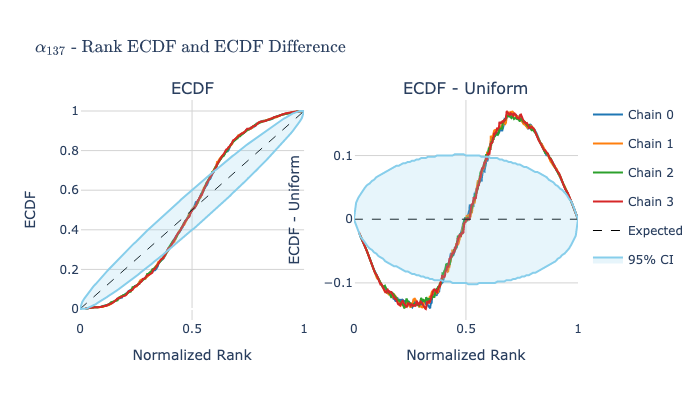 α₁₃₇ - Rank ECDF and ECDF Difference
ECDF
ECDF - Uniform
1
0.8
0.6
0.4
0.2
0
ECDF
0
0.5
1
Normalized Rank
0.1
0
−0.1
ECDF - Uniform
0
0.5
1
Normalized Rank
Chain 0
Chain 1
Chain 2
Chain 3
Expected
95% CI